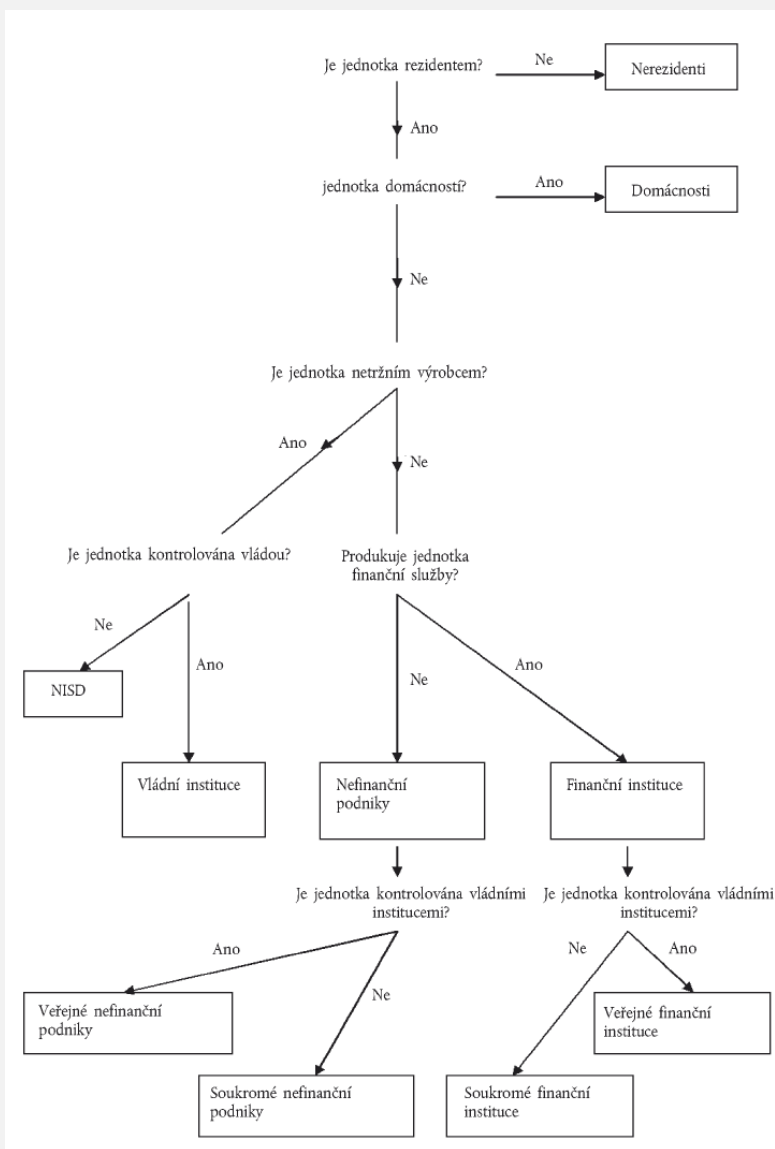 Je jednotka rezidentem?
Ne
Nerezidenti
Ano
jednotka domácností?
Ano
Domácnosti
Ne
Je jednotka netržním výrobcem?
Ano
Ne
Je jednotka kontrolována vládou?
Produkuje jednotka
finanční služby?
Ne
Ano
Ne
Ano
NISD
Vládní instituce
Nefinanční
podniky
Finanční instituce
Je jednotka kontrolována vládními
institucemi?
Je jednotka kontrolována vládními
institucemi?
Ano
Ne
Ne
Ano
Veřejné nefinanční
podniky
Veřejné finanční
instituce
Soukromé nefinanční
podniky
Soukromé finanční
instituce